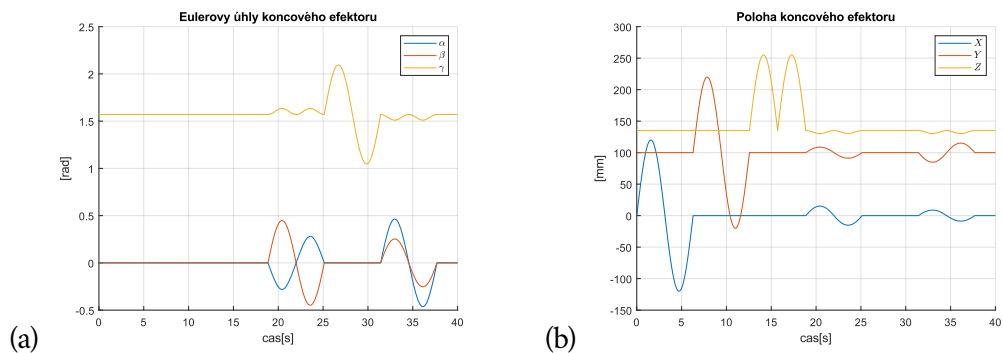 Eulerovy úhly koncového efektoru
2.5
2
1.5
1
0.5
0
-0.5
[rad]
0 5 10 15 20 25 30 35 40
cas[s]
α
β
γ
(a)
Poloha koncového efektoru
300
250
200
150
100
50
0
-50
-100
-150
[mm]
0 5 10 15 20 25 30 35 40
cas[s]
X
Y
Z
(b)